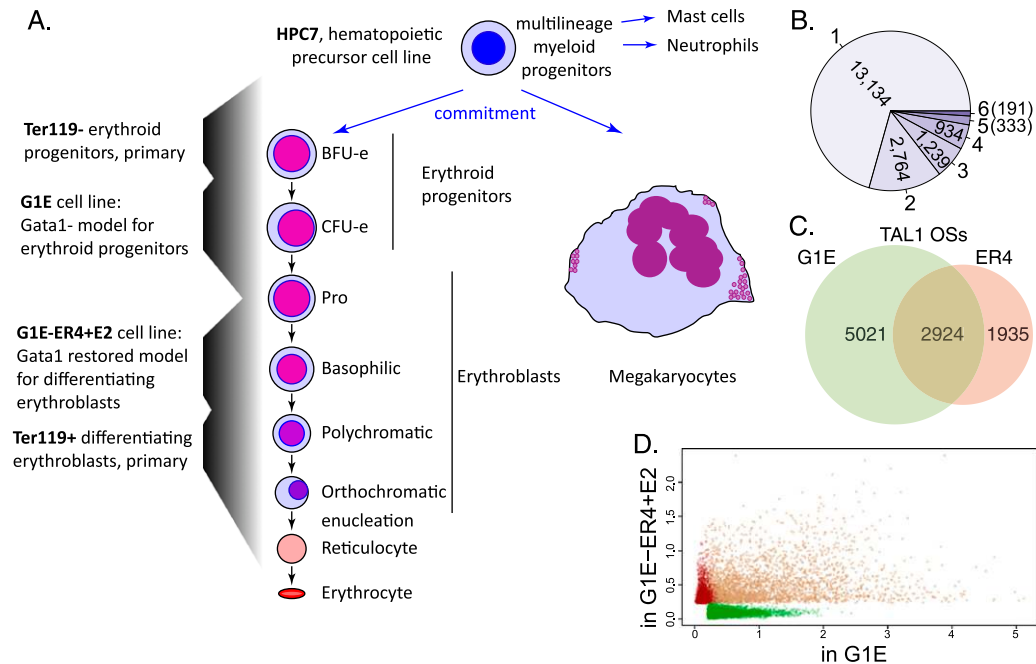 A.
HPC7, hematopoietic
precursor cell line
multilineage
myeloid
progenitors
Mast cells
Neutrophils
commitment
Ter119- erythroid
progenitors, primary
G1E cell line:
Gata1- model for
erythroid progenitors
G1E-ER4+E2 cell line:
Gata1 restored model
for differentiating
erythroblasts
Ter119+ differentiating
erythroblasts, primary
BFU-e
CFU-e
Erythroid
progenitors
Pro
Basophilic
Polychromatic
Orthochromatic
Erythroblasts
enucleation
Reticulocyte
Erythrocyte
Megakaryocytes
B.
1
13,134
6(191)
5(333)
934
4
1,239
3
2,764
2
C.
TAL1 OSs
G1E
ER4
5021
2924
1935
D.
in G1E−ER4+E2
2.0
1.5
1.0
0.5
0.0
0
1
2
3
4
5
in G1E